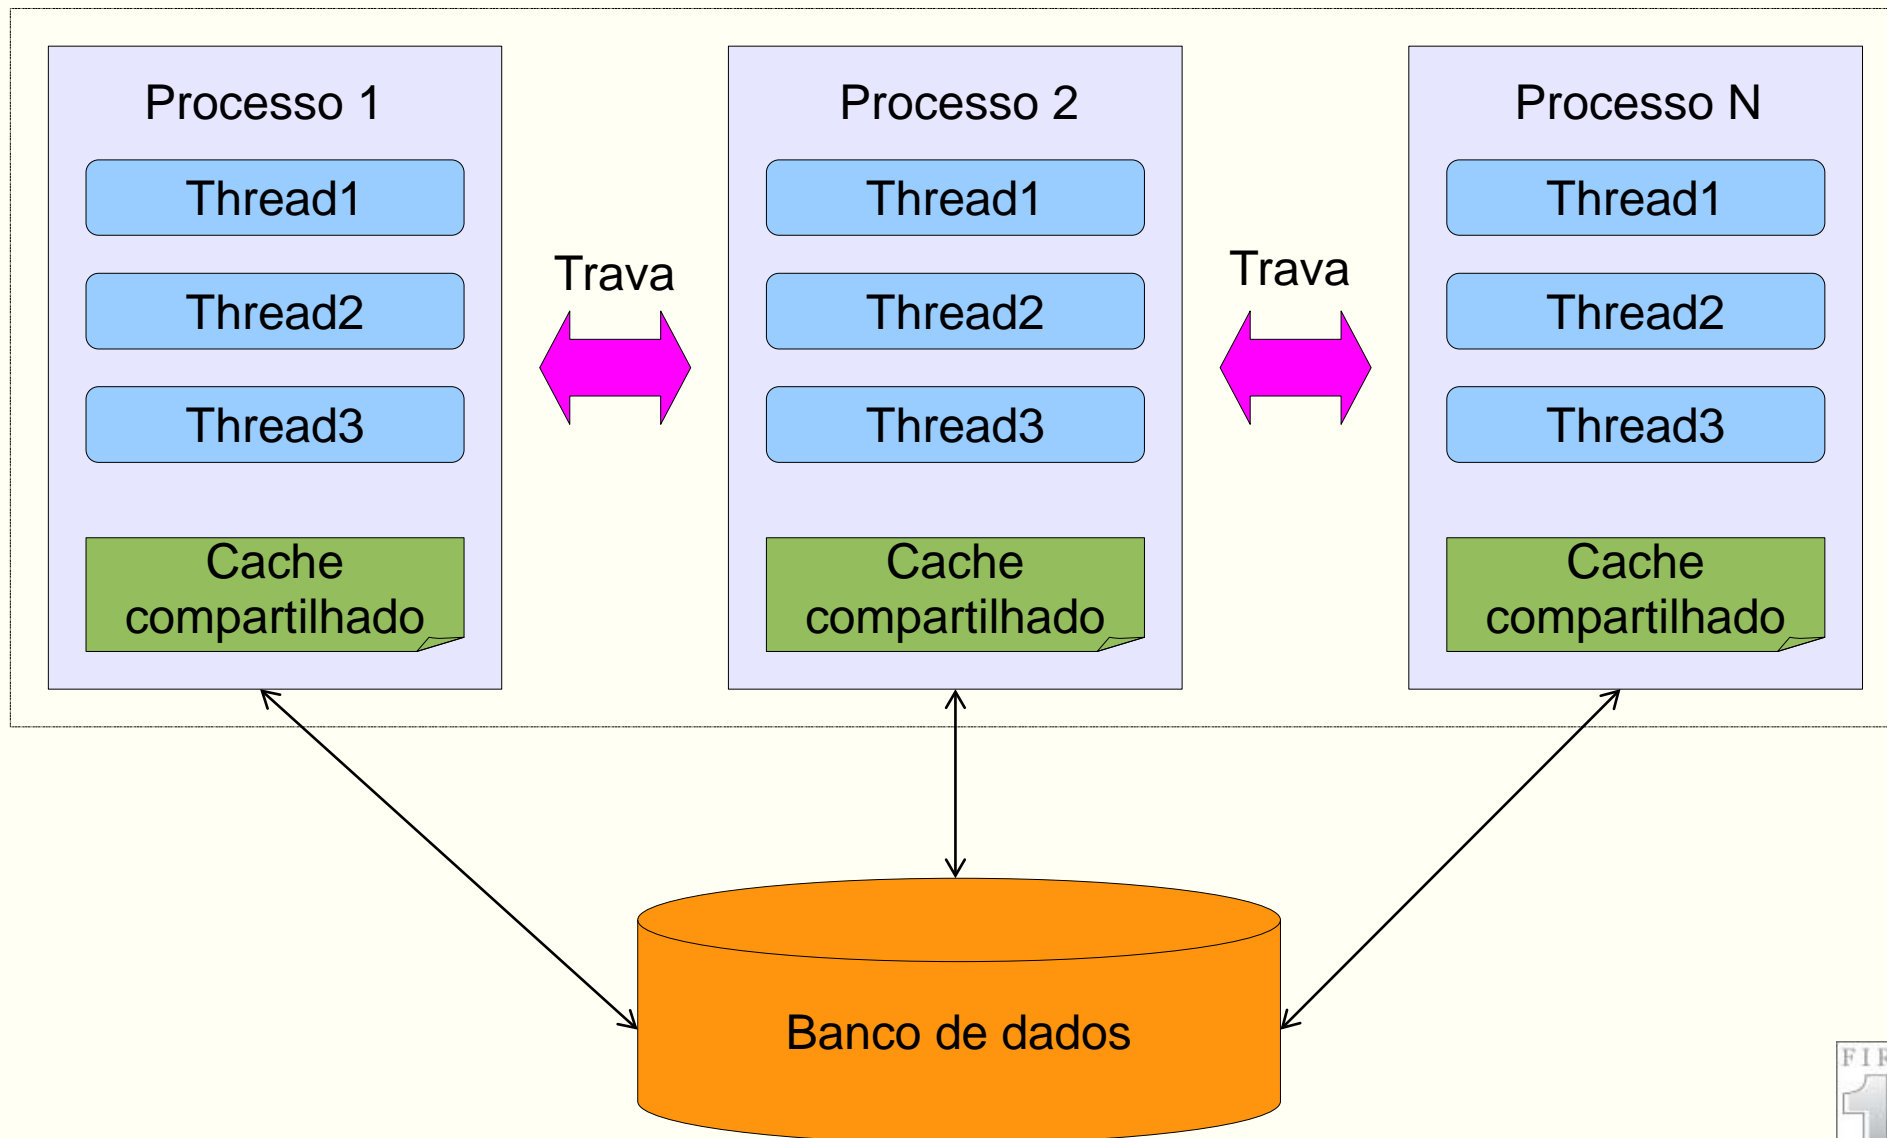 Processo 1
Thread1
Thread2
Thread3
Cache
compartilhado
Trava
Processo 2
Thread1
Thread2
Thread3
Cache
compartilhado
Trava
Processo N
Thread1
Thread2
Thread3
Cache
compartilhado
Banco de dados